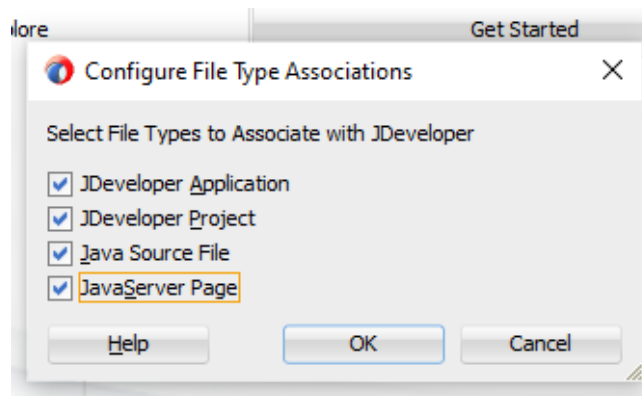 lore
Get Started
Configure File Type Associations
Select File Types to Associate with JDeveloper
JDeveloper Application
JDeveloper Project
Java Source File
JavaServer Page
Help
OK
Cancel